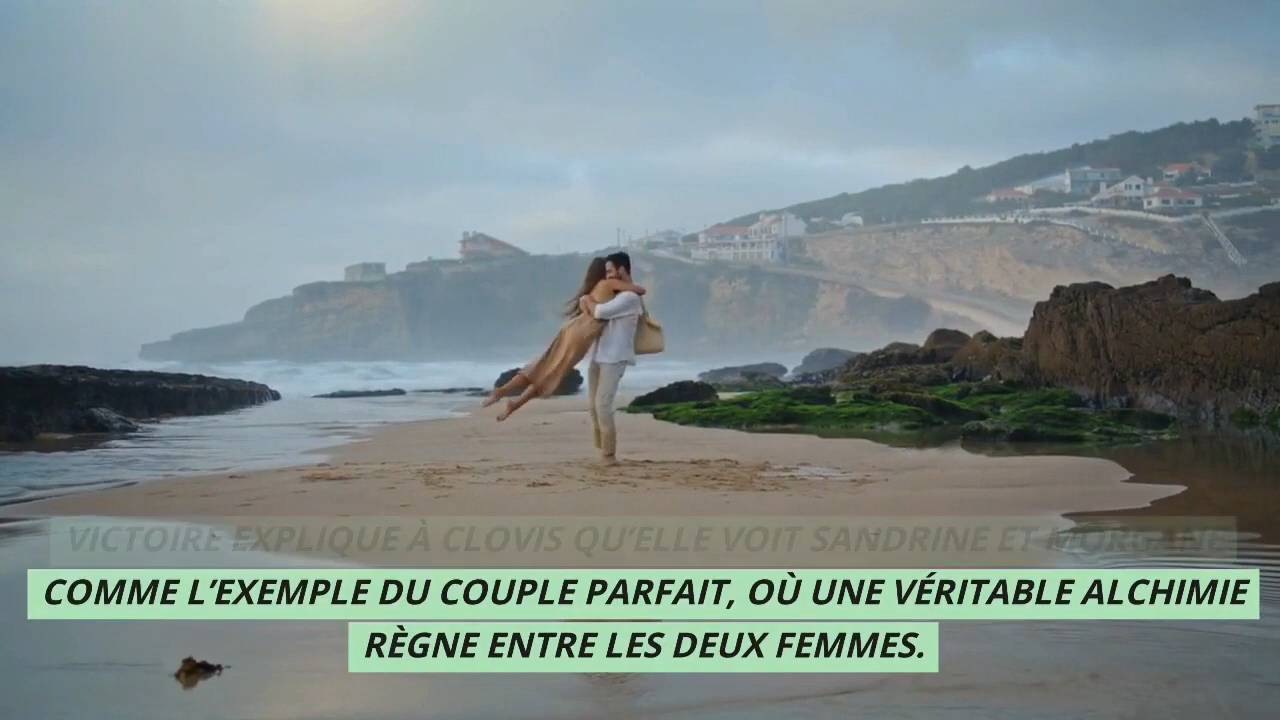 VICTOIRE EXPLIQUE À CLOVIS QU’ELLE VOIT SANDRINE ET MORGANE
COMME L’EXEMPLE DU COUPLE PARFAIT, OÙ UNE VÉRITABLE ALCHIMIE
RÈGNE ENTRE LES DEUX FEMMES.